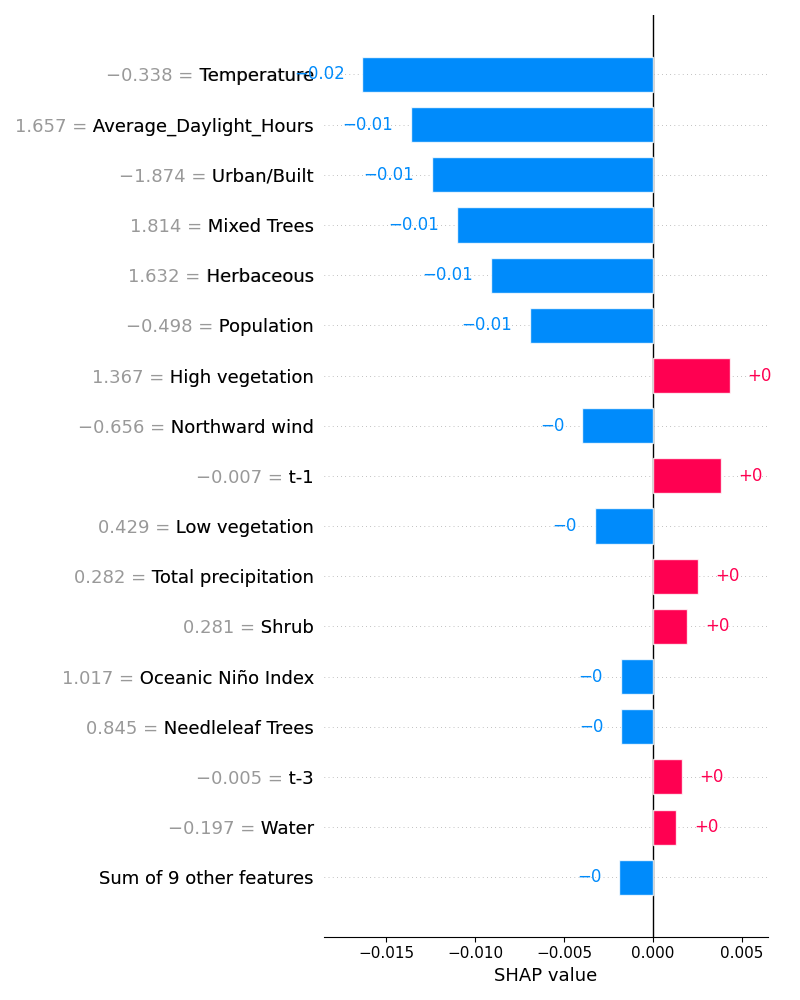 −0.338 = Temperature −0.02
1.657 = Average_Daylight_Hours −0.01
−1.874 = Urban/Built −0.01
1.814 = Mixed Trees −0.01
1.632 = Herbaceous −0.01
−0.498 = Population −0.01
1.367 = High vegetation +0
−0.656 = Northward wind −0
−0.007 = t-1 +0
0.429 = Low vegetation −0
0.282 = Total precipitation +0
0.281 = Shrub +0
1.017 = Oceanic Niño Index −0
0.845 = Needleleaf Trees −0
−0.005 = t-3 +0
−0.197 = Water +0
Sum of 9 other features −0
−0.015 −0.010 −0.005 0.000 0.005
SHAP value